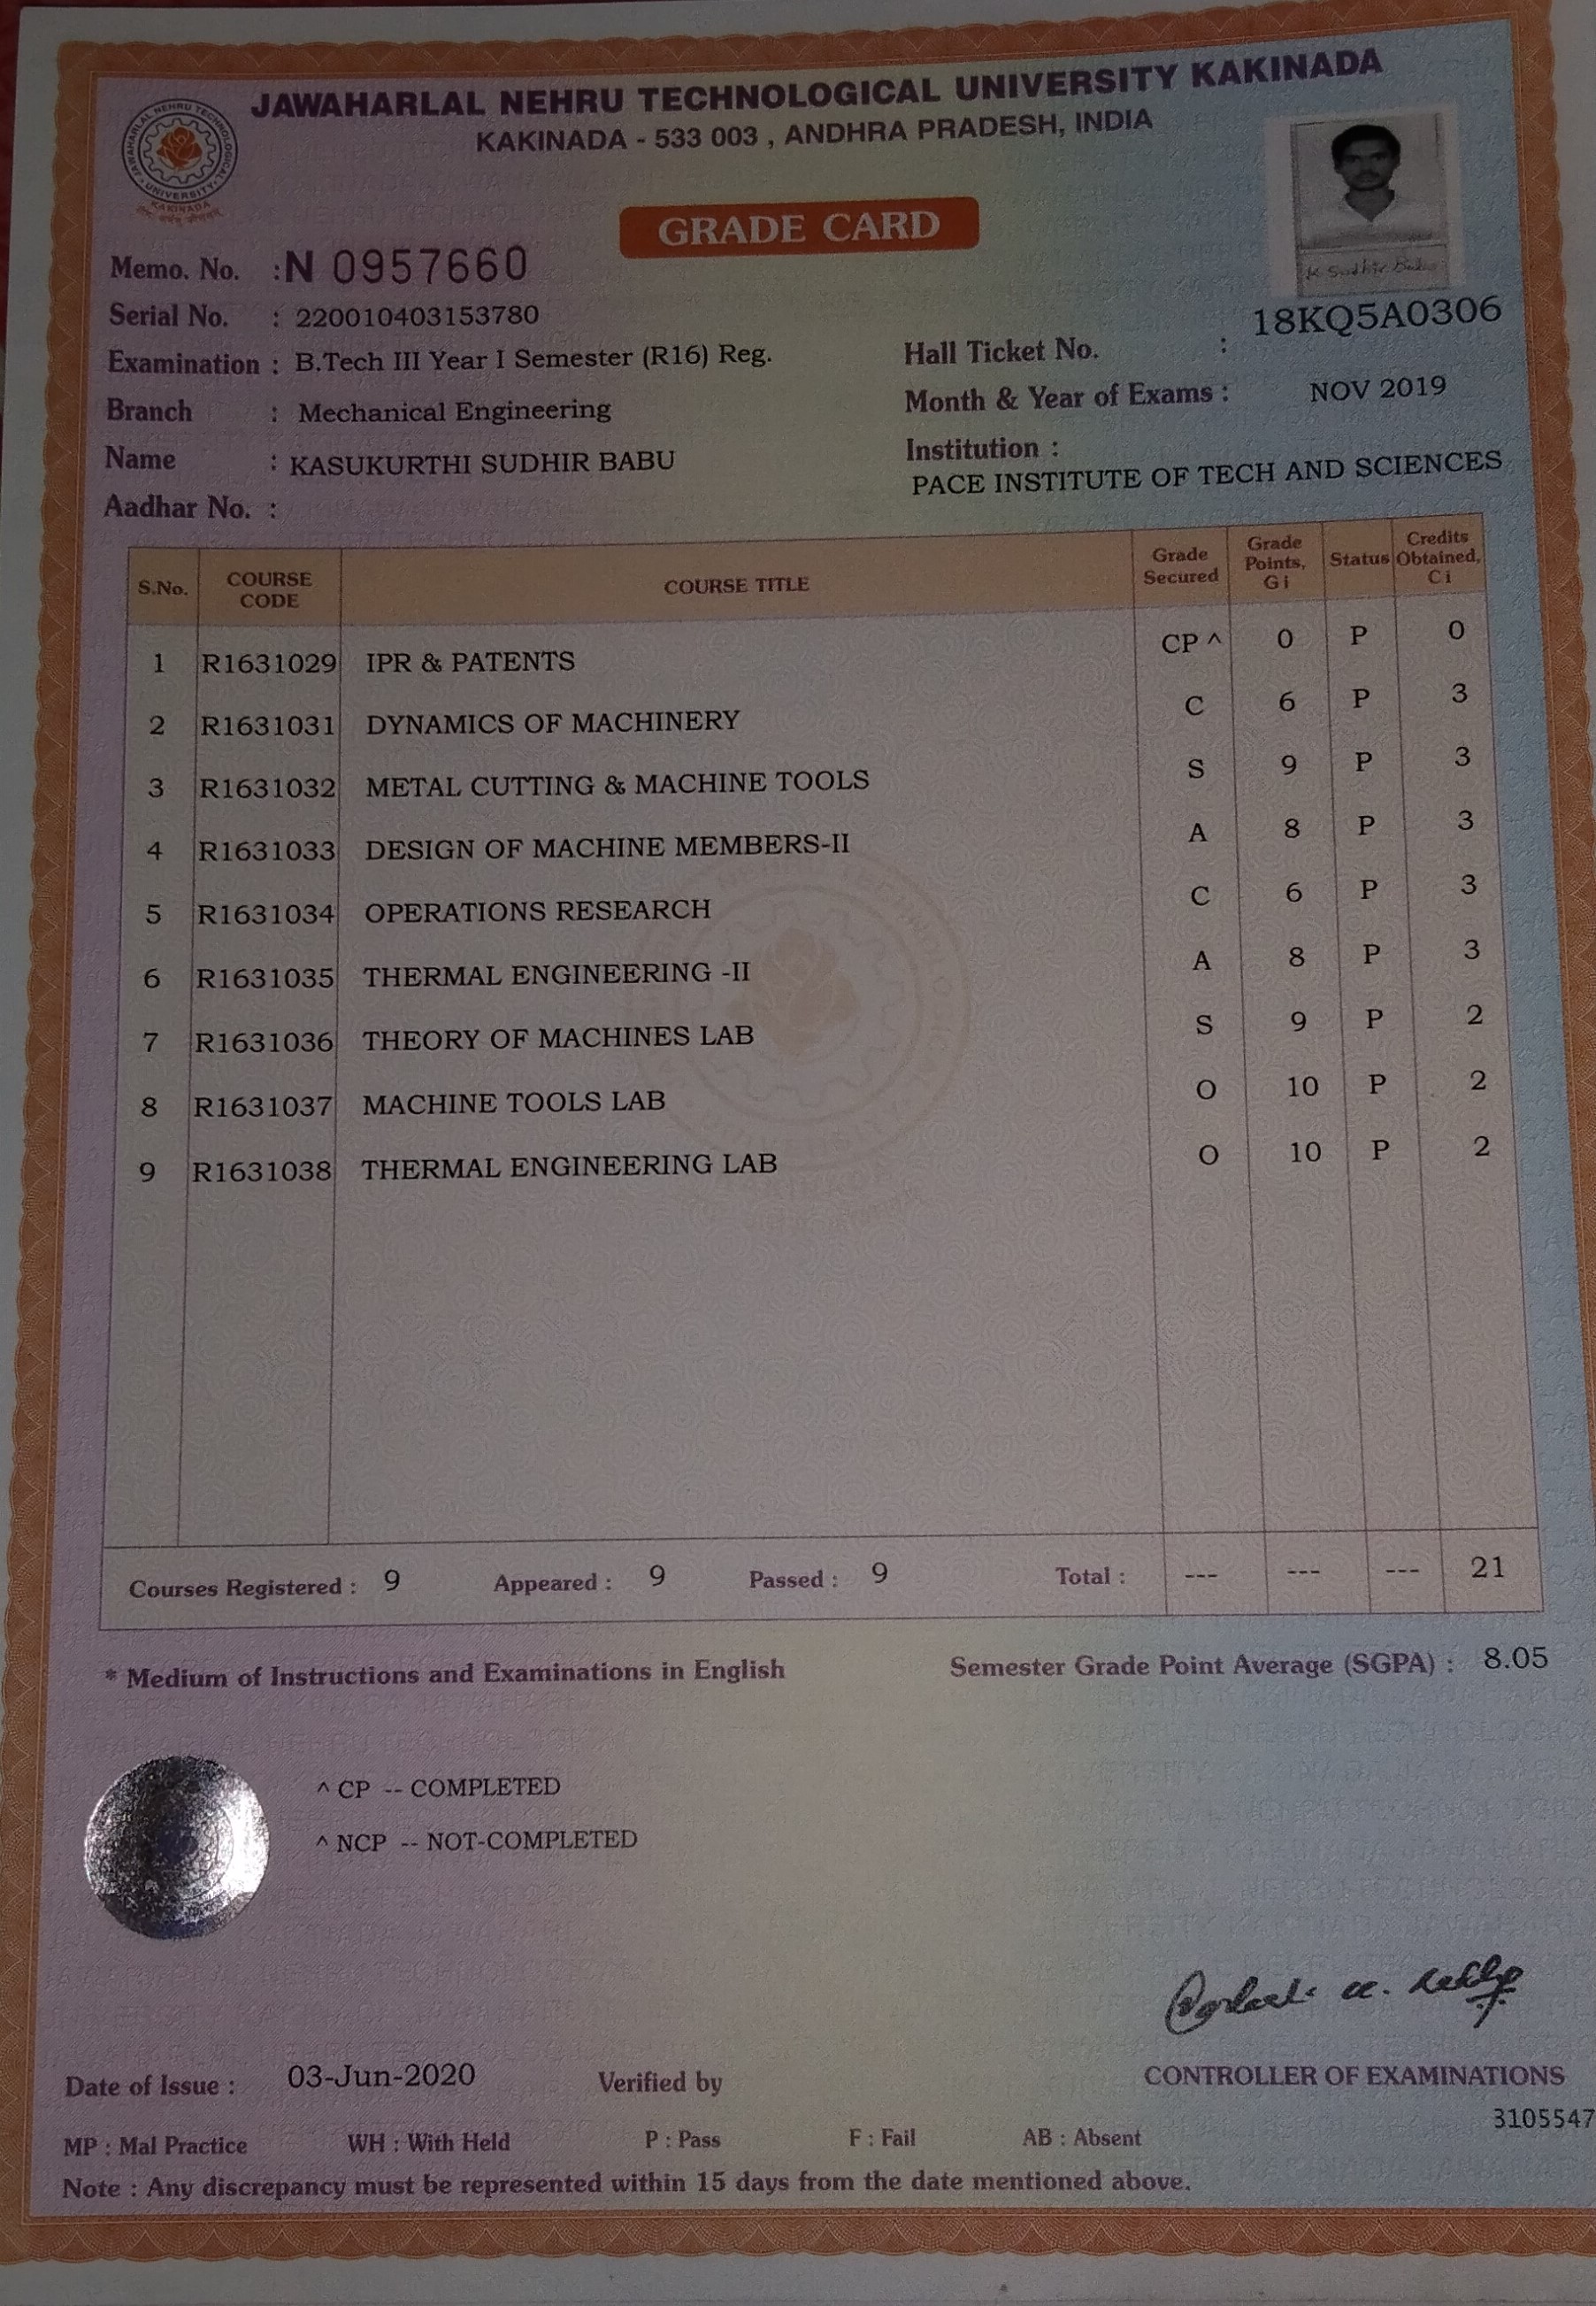 JAWAHARLAL NEHRU TECHNOLOGICAL UNIVERSITY KAKINADA
KAKINADA - 533 003 , ANDHRA PRADESH, INDIA
JAWAHARLAL NEHRU TECHNOLOGICAL UNIVERSITY
KAKINADA
GRADE CARD
K Sudhir Babu
Memo. No. : N 0957660
Serial No. : 220010403153780
18KQ5A0306
Examination : B.Tech III Year I Semester (R16) Reg.
Hall Ticket No. :
Branch : Mechanical Engineering
Month & Year of Exams : NOV 2019
Name : KASUKURTHI SUDHIR BABU
Institution :
PACE INSTITUTE OF TECH AND SCIENCES
Aadhar No. :
S.No. COURSE CODE COURSE TITLE Grade Secured Grade Points, Gi Status Credits Obtained, Ci
1 R1631029 IPR & PATENTS CP ^ 0 P 0
2 R1631031 DYNAMICS OF MACHINERY C 6 P 3
3 R1631032 METAL CUTTING & MACHINE TOOLS S 9 P 3
4 R1631033 DESIGN OF MACHINE MEMBERS-II A 8 P 3
5 R1631034 OPERATIONS RESEARCH C 6 P 3
6 R1631035 THERMAL ENGINEERING -II A 8 P 3
7 R1631036 THEORY OF MACHINES LAB S 9 P 2
8 R1631037 MACHINE TOOLS LAB O 10 P 2
9 R1631038 THERMAL ENGINEERING LAB O 10 P 2
Courses Registered : 9 Appeared : 9 Passed : 9 Total : --- --- --- 21
* Medium of Instructions and Examinations in English Semester Grade Point Average (SGPA) : 8.05
^ CP -- COMPLETED
^ NCP -- NOT-COMPLETED
Date of Issue : 03-Jun-2020 Verified by CONTROLLER OF EXAMINATIONS
3105547
MP : Mal Practice WH : With Held P : Pass F : Fail AB : Absent
Note : Any discrepancy must be represented within 15 days from the date mentioned above.